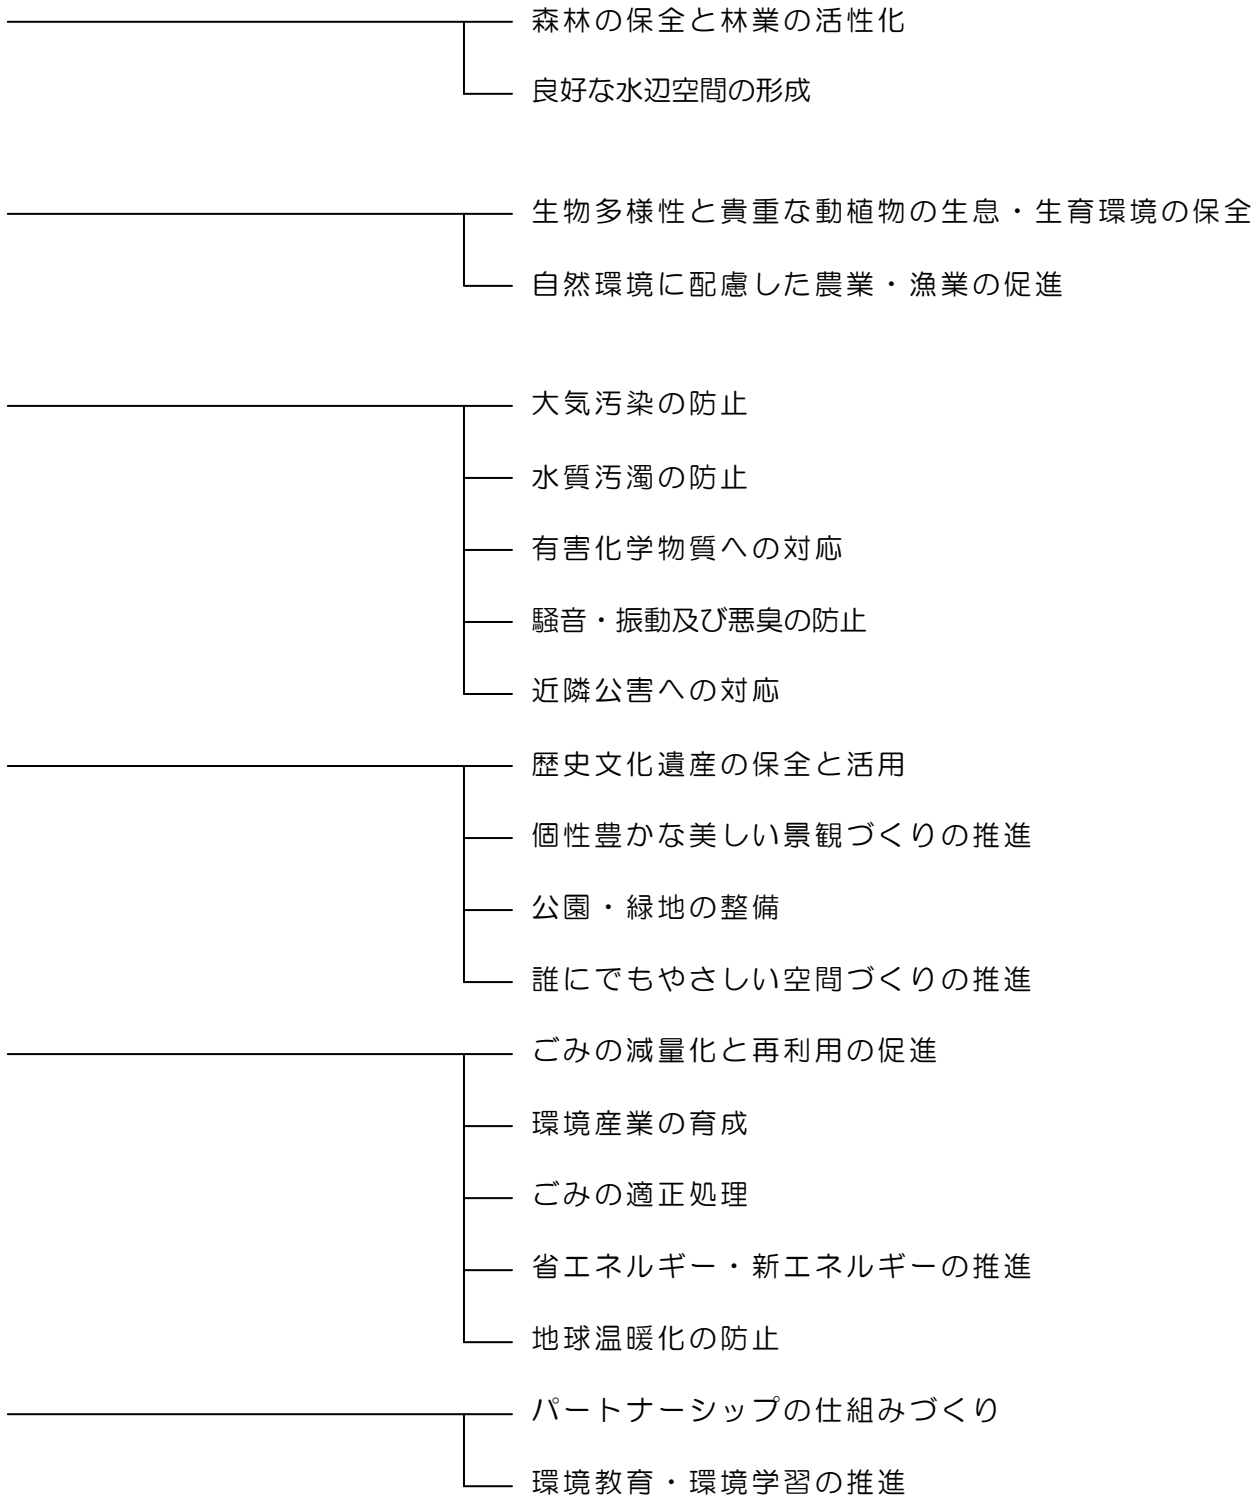 森林の保全と林業の活性化
良好な水辺空間の形成
生物多様性と貴重な動植物の生息・生育環境の保全
自然環境に配慮した農業・漁業の促進
大気汚染の防止
水質汚濁の防止
有害化学物質への対応
騒音・振動及び悪臭の防止
近隣公害への対応
歴史文化遺産の保全と活用
個性豊かな美しい景観づくりの推進
公園・緑地の整備
誰にでもやさしい空間づくりの推進
ごみの減量化と再利用の促進
環境産業の育成
ごみの適正処理
省エネルギー・新エネルギーの推進
地球温暖化の防止
パートナーシップの仕組みづくり
環境教育・環境学習の推進